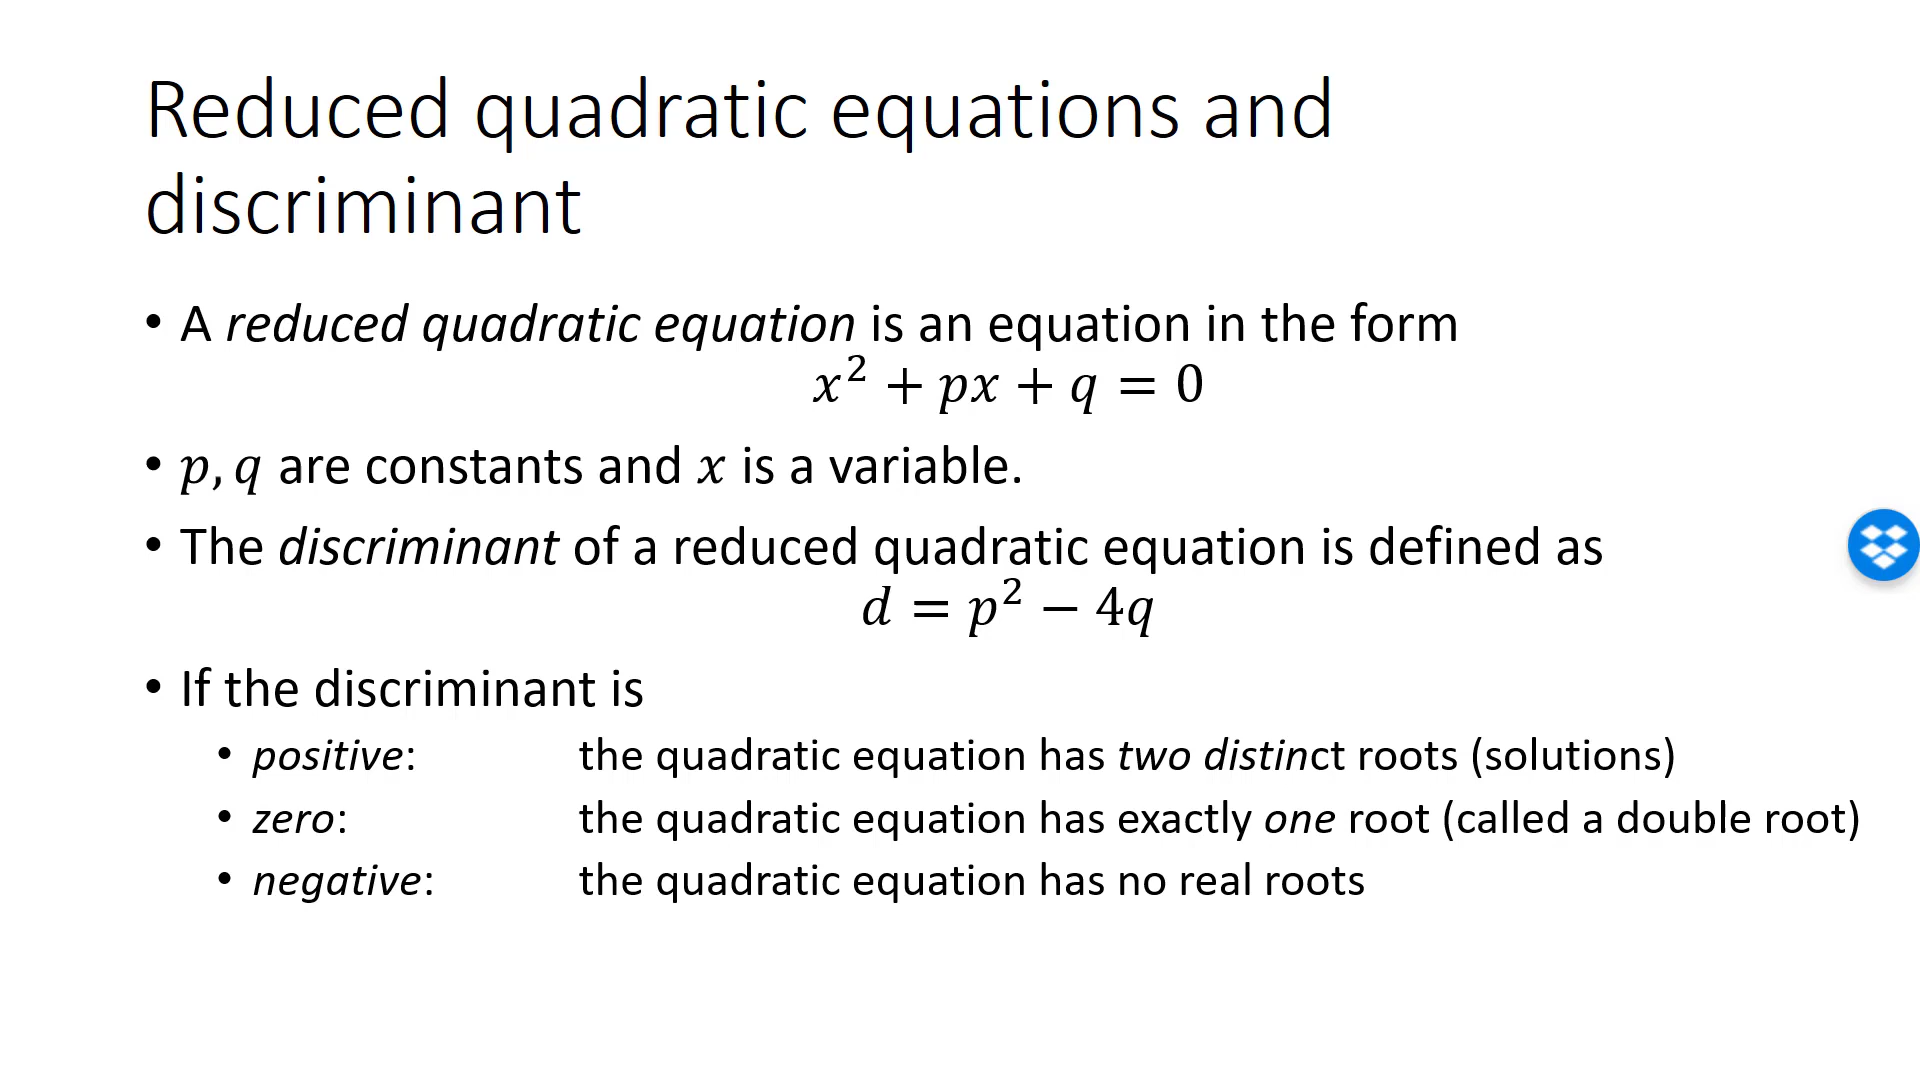 Reduced quadratic equations and
discriminant
• A reduced quadratic equation is an equation in the form
x² + px + q = 0
• p, q are constants and x is a variable.
• The discriminant of a reduced quadratic equation is defined as
d = p² − 4q
• If the discriminant is
• positive: the quadratic equation has two distinct roots (solutions)
• zero: the quadratic equation has exactly one root (called a double root)
• negative: the quadratic equation has no real roots